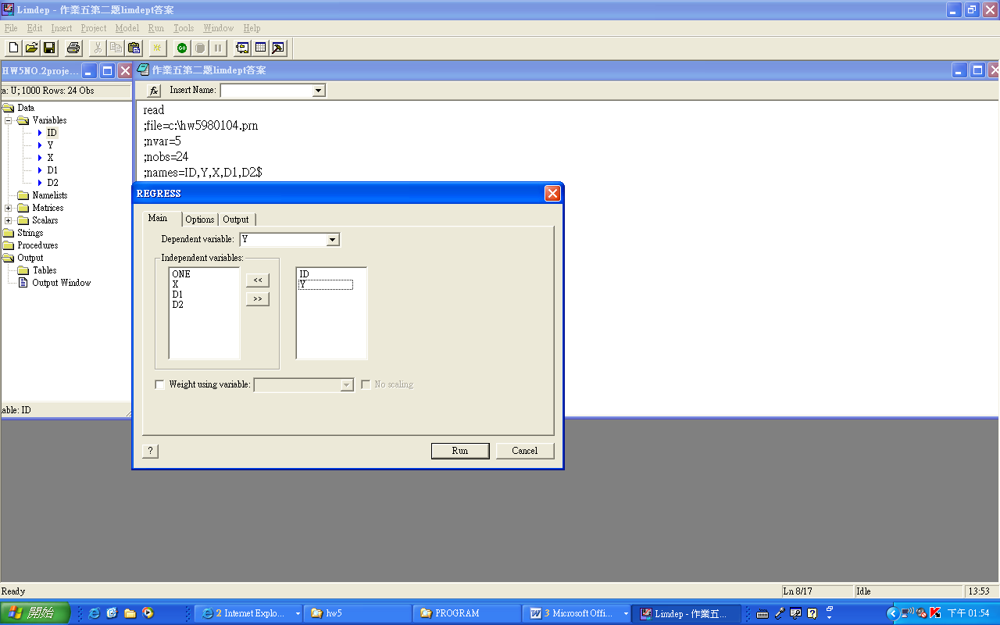 Limdep - 作業五第二題limdept答案
File Edit Insert Project Model Run Tools Window Help
HW5NO.2proje...
作業五第二題limdept答案
a: U; 1000 Rows: 24 Obs
fx Insert Name:
Data
Variables
ID
Y
X
D1
D2
Namelists
Matrices
Scalars
Strings
Procedures
Output
Tables
Output Window
able: ID
read
;file=c:\hw5980104.prn
;nvar=5
;nobs=24
;names=ID,Y,X,D1,D2$
REGRESS
Main Options Output
Dependent variable: Y
Independent variables:
ONE
X
D1
D2
<<
>>
ID
Y
Weight using variable: No scaling
? Run Cancel
Ready Ln 8/17 Idle 13:53
開始 2 Internet Explo... hw5 PROGRAM 3 Microsoft Offi... Limdep - 作業五... 下午 01:54